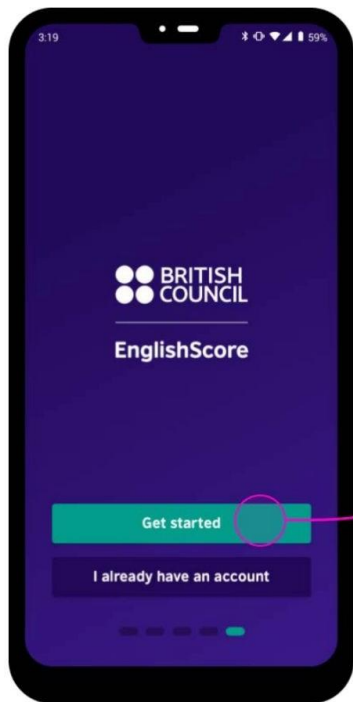 3:19 59%
BRITISH
COUNCIL
EnglishScore
Get started
I already have an account